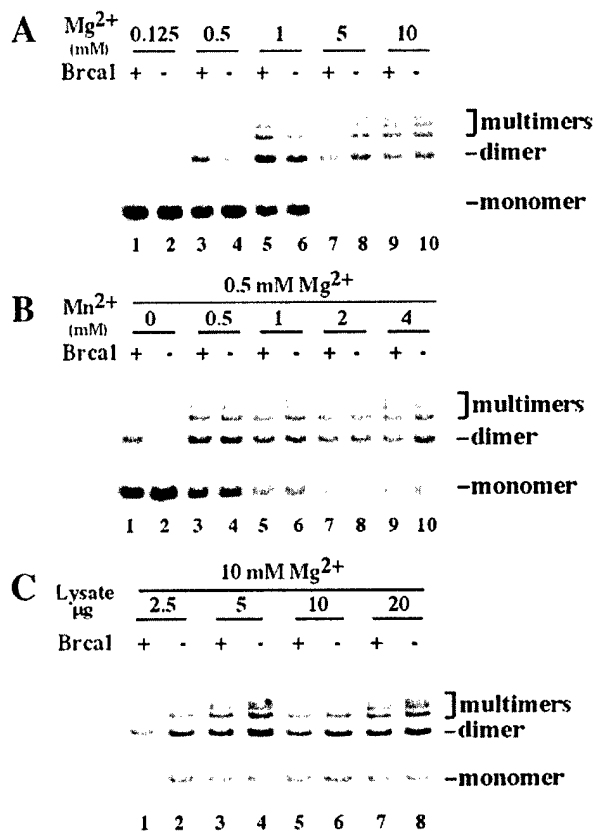 A
Mg2+ (mM) 0.125 0.5 1 5 10
Brca1 + - + - + - + - + -
]multimers
-dimer
-monomer
1 2 3 4 5 6 7 8 9 10
B
0.5 mM Mg2+
Mn2+ (mM) 0 0.5 1 2 4
Brca1 + - + - + - + - + -
]multimers
-dimer
-monomer
1 2 3 4 5 6 7 8 9 10
C
10 mM Mg2+
Lysate µg 2.5 5 10 20
Brca1 + - + - + - + -
]multimers
-dimer
-monomer
1 2 3 4 5 6 7 8